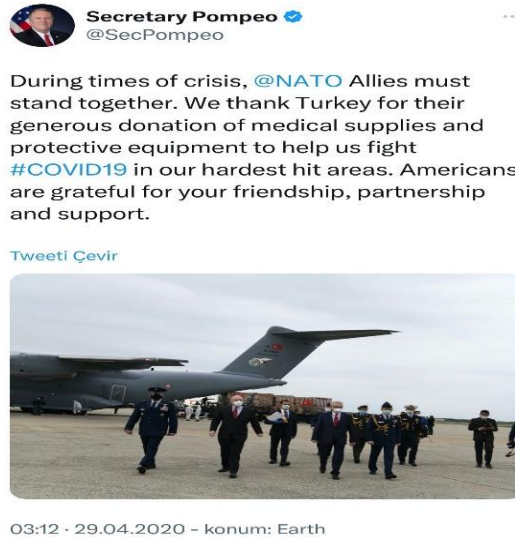 Secretary Pompeo
@SecPompeo
During times of crisis, @NATO Allies must
stand together. We thank Turkey for their
generous donation of medical supplies and
protective equipment to help us fight
#COVID19 in our hardest hit areas. Americans
are grateful for your friendship, partnership
and support.
Tweeti Çevir
03:12 · 29.04.2020 - konum: Earth